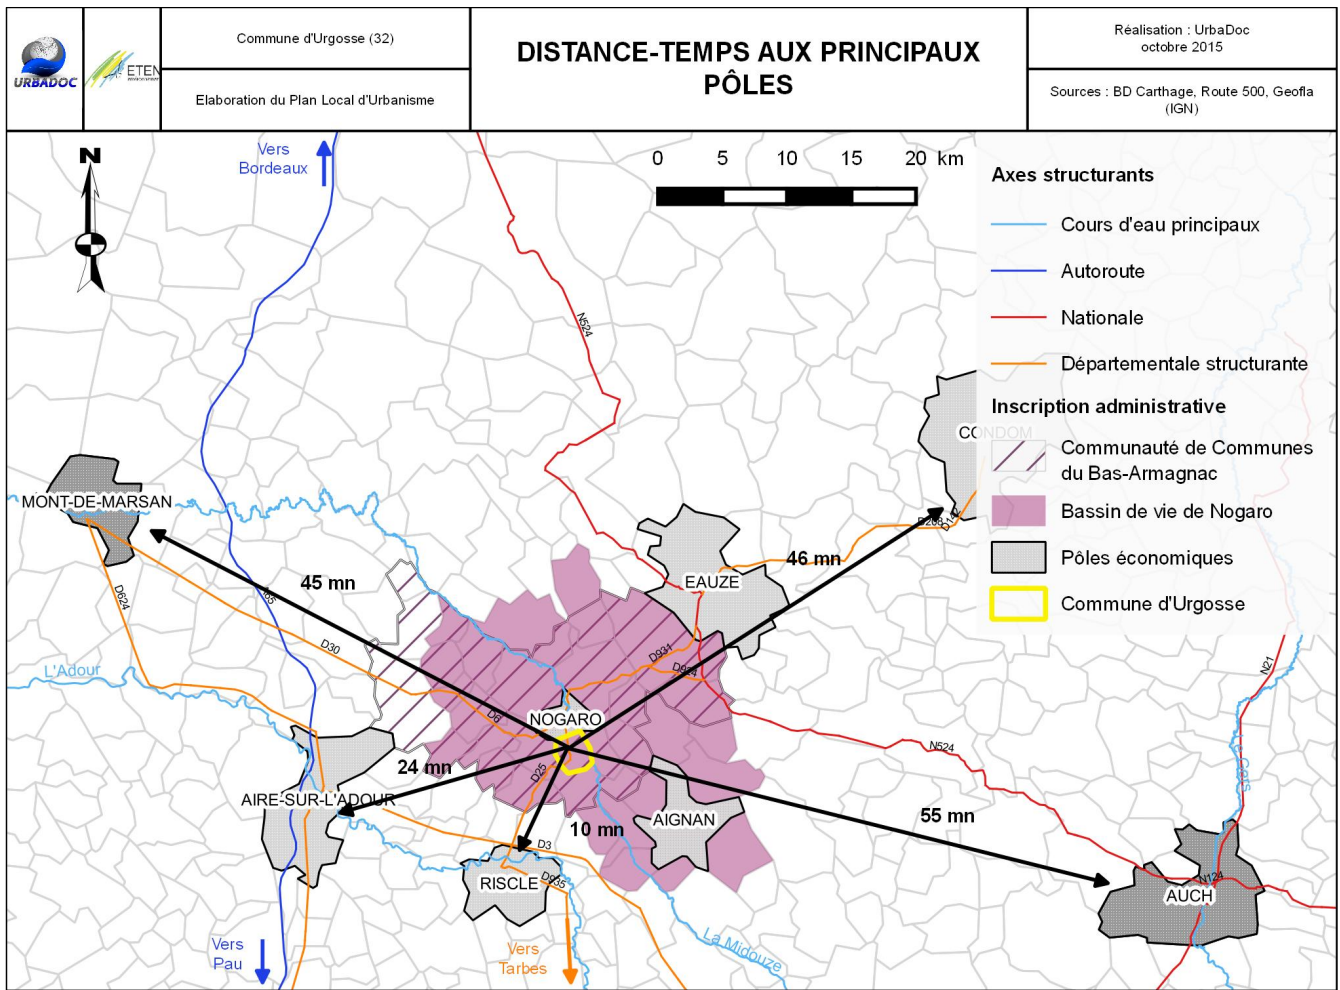 URBADOC
ETEN
Commune d'Urgosse (32)
Elaboration du Plan Local d'Urbanisme
DISTANCE-TEMPS AUX PRINCIPAUX
PÔLES
Réalisation : UrbaDoc
octobre 2015
Sources : BD Carthage, Route 500, Geofla
(IGN)
N
Vers
Bordeaux
0 5 10 15 20 km
Axes structurants
Cours d'eau principaux
Autoroute
Nationale
Départementale structurante
Inscription administrative
Communauté de Communes
du Bas-Armagnac
Bassin de vie de Nogaro
Pôles économiques
Commune d'Urgosse
N524
CONDOM
MONT-DE-MARSAN
D624
45 mn
EAUZE
46 mn
D30
L'Adour
D931
D924
N21
D6
NOGARO
N524
24 mn
D25
AIRE-SUR-L'ADOUR
10 mn
AIGNAN
55 mn
D3
RISCLE
D935
N124
AUCH
Vers
Pau
Vers
Tarbes
La Midouze